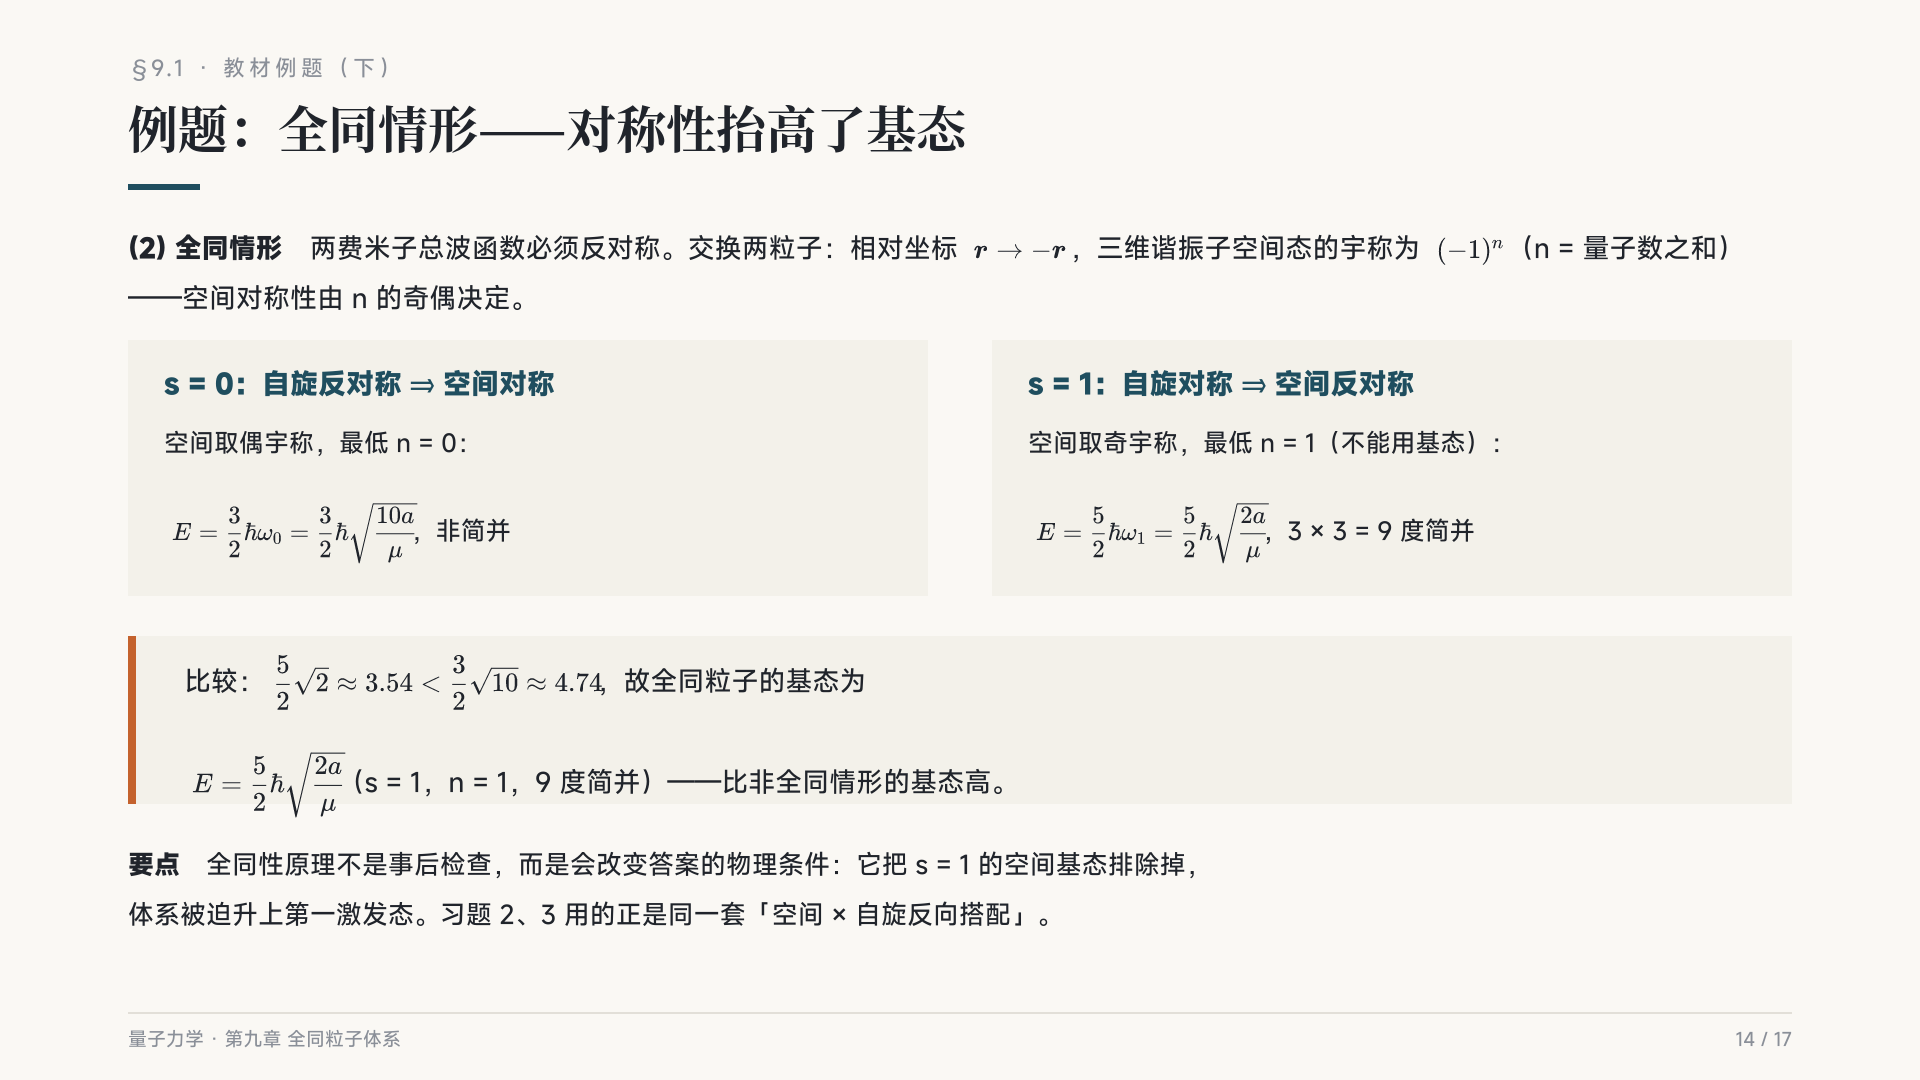 §9.1 · 教材例题（下）
例题：全同情形——对称性抬高了基态
(2) 全同情形 两费米子总波函数必须反对称。交换两粒子：相对坐标 r → −r，三维谐振子空间态的宇称为 (−1)^n（n = 量子数之和）
——空间对称性由 n 的奇偶决定。
s = 0：自旋反对称 ⇒ 空间对称
空间取偶宇称，最低 n = 0：
E = 3/2 ħω₀ = 3/2 ħ√(10a/μ)，非简并
s = 1：自旋对称 ⇒ 空间反对称
空间取奇宇称，最低 n = 1（不能用基态）：
E = 5/2 ħω₁ = 5/2 ħ√(2a/μ)，3 × 3 = 9 度简并
比较： 5/2 √2 ≈ 3.54 < 3/2 √10 ≈ 4.74，故全同粒子的基态为
E = 5/2 ħ√(2a/μ)（s = 1，n = 1，9 度简并）——比非全同情形的基态高。
要点 全同性原理不是事后检查，而是会改变答案的物理条件：它把 s = 1 的空间基态排除掉，
体系被迫升上第一激发态。习题 2、3 用的正是同一套「空间 × 自旋反向搭配」。
量子力学 · 第九章 全同粒子体系
14 / 17